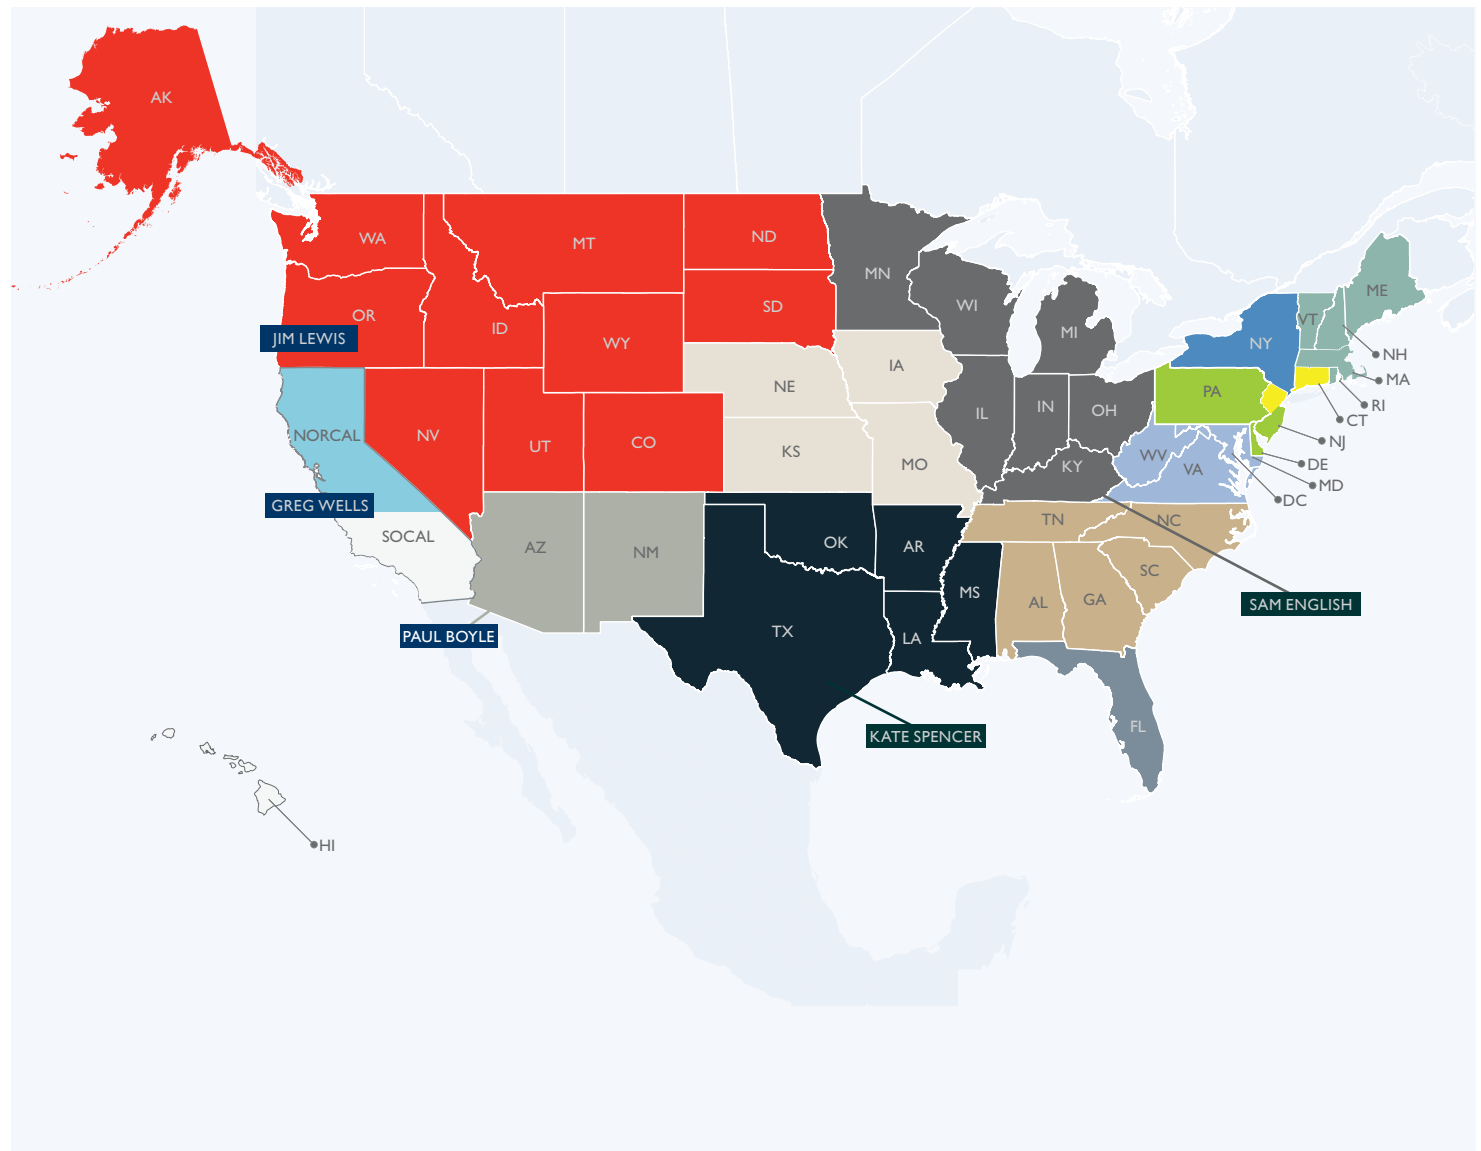 AK
WA
MT
ND
MN
OR
ID
SD
WI
MI
ME
VT
JIM LEWIS
WY
NY
NH
IA
MA
NE
PA
RI
NORCAL
NV
UT
CO
IL
IN
OH
CT
NJ
KS
MO
KY
WV
VA
DE
MD
GREG WELLS
DC
SOCAL
AZ
NM
OK
AR
TN
NC
MS
SC
AL
GA
SAM ENGLISH
PAUL BOYLE
TX
LA
KATE SPENCER
FL
HI